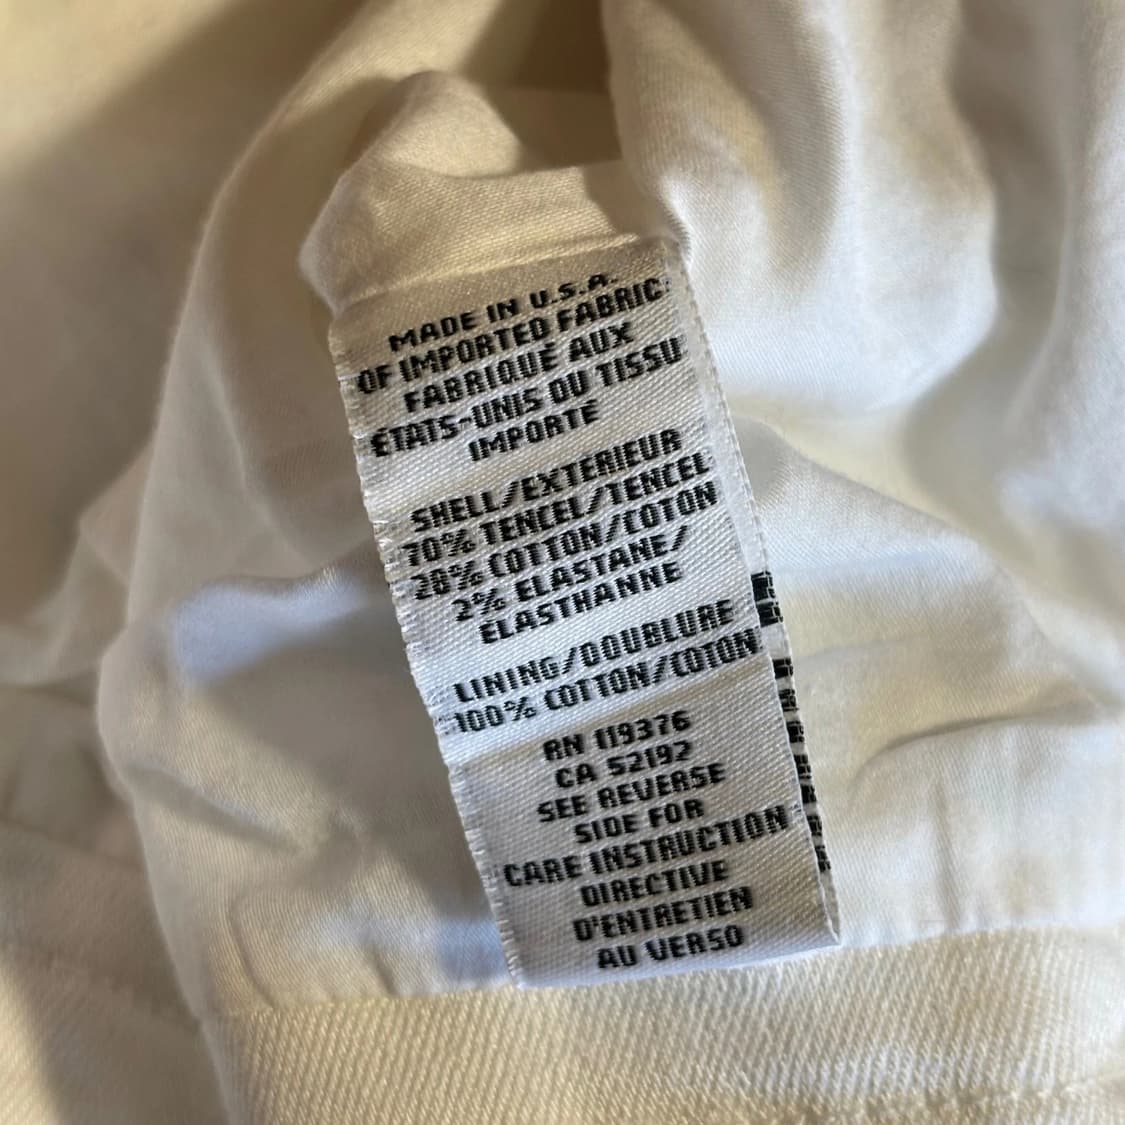 MADE IN U.S.A.
OF IMPORTED FABRIC
FABRIQUÉ AUX
ÉTATS-UNIS DU TISSU
IMPORTÉ
SHELL/EXTERIEUR
70% TENCEL/TENCEL
28% COTTON/COTON
2% ELASTANE/
ELASTHANNE
LINING/DOUBLURE
100% COTTON/COTON
RN 119376
CA 52192
SEE REVERSE
SIDE FOR
CARE INSTRUCTION
DIRECTIVE
D'ENTRETIEN
AU VERSO